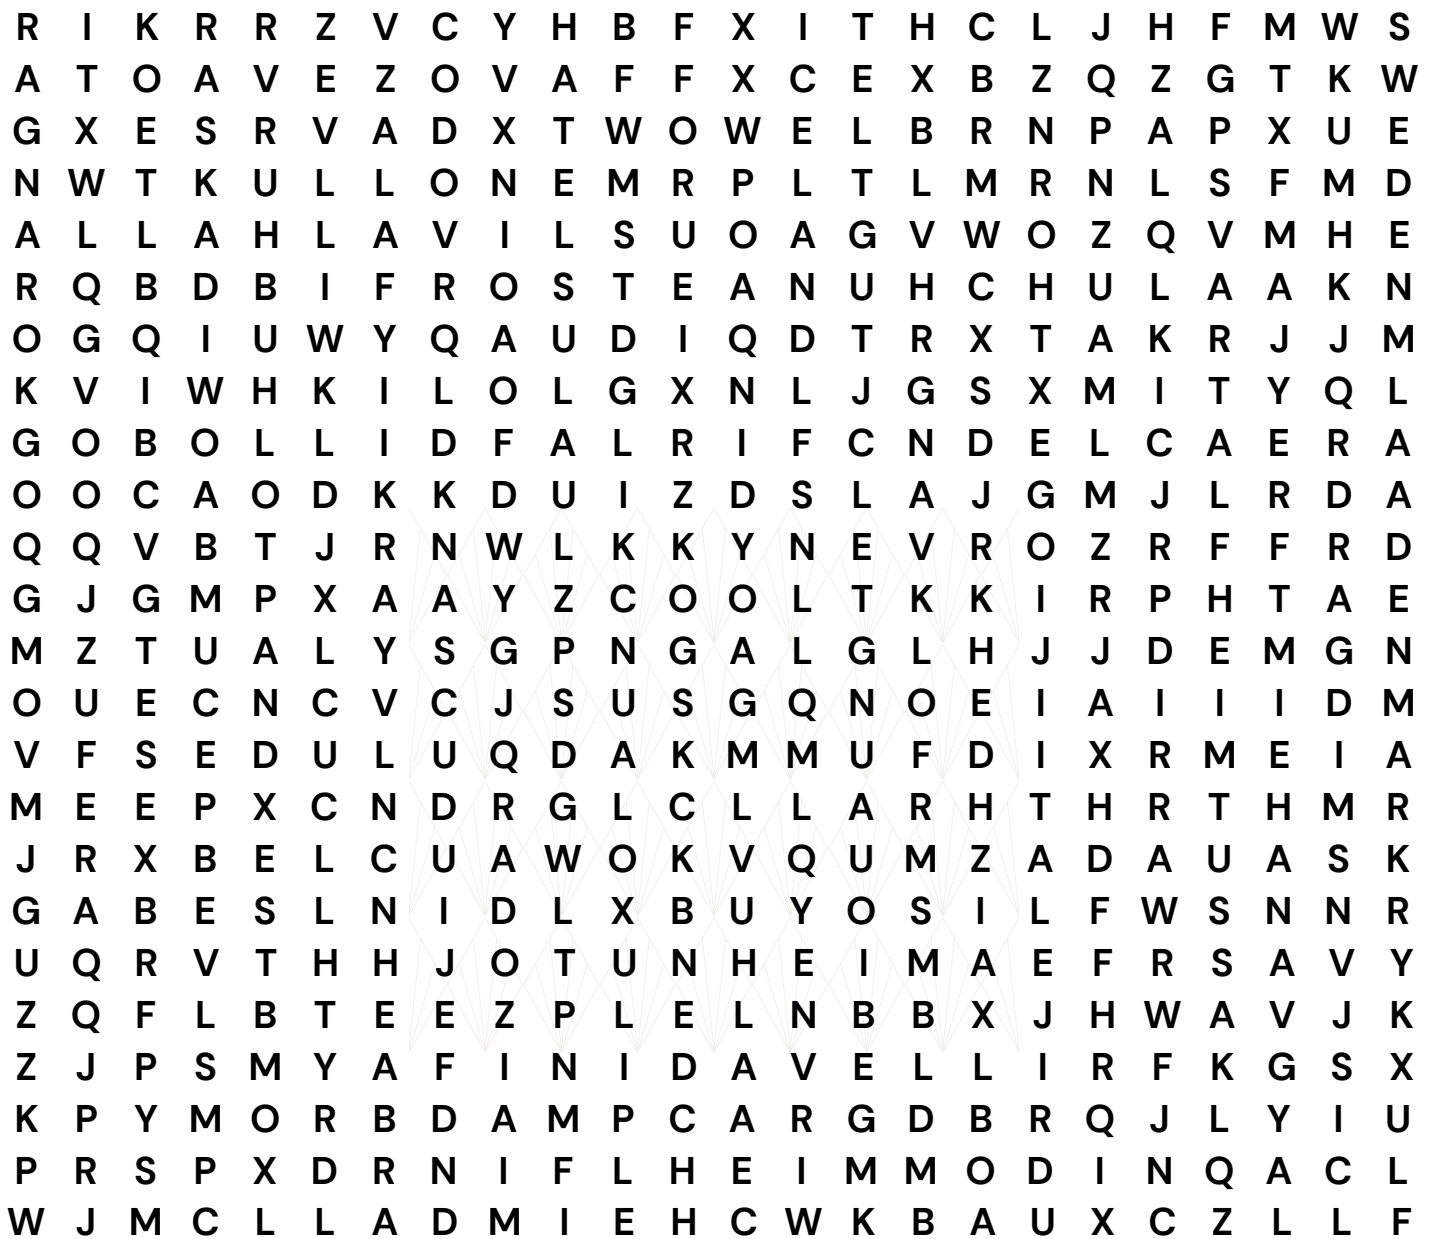 R I K R R Z V C Y H B F X I T H C L J H F M W S
A T O A V E Z O V A F F X C E X B Z Q Z G T K W
G X E S R V A D X T W O W E L B R N P A P X U E
N W T K U L L O N E M R P L T L M R N L S F M D
A L L A H L A V I L S U O A G V W O Z Q V M H E
R Q B D B I F R O S T E A N U H C H U L A A K N
O G Q I U W Y Q A U D I Q D T R X T A K R J J M
K V I W H K I L O L G X N L J G S X M I T Y Q L
G O B O L L I D F A L R I F C N D E L C A E R A
O O C A O D K K D U I Z D S L A J G M J L R D A
Q Q V B T J R N W L K K Y N E V R O Z R F F R D
G J G M P X A A Y Z C O O L T K K I R P H T A E
M Z T U A L Y S G P N G A L G L H J J D E M G N
O U E C N C V C J S U S G Q N O E I A I I I D M
V F S E D U L U Q D A K M M U F D I X R M E I A
M E E P X C N D R G L C L L A R H T H R T H M R
J R X B E L C U A W O K V Q U M Z A D A U A S K
G A B E S L N I D L X B U Y O S I L F W S N N R
U Q R V T H H J O T U N H E I M A E F R S A V Y
Z Q F L B T E E Z P L E L N B B X J H W A V J K
Z J P S M Y A F I N I D A V E L L I R F K G S X
K P Y M O R B D A M P C A R G D B R Q J L Y I U
P R S P X D R N I F L H E I M M O D I N Q A C L
W J M C L L A D M I E H C W K B A U X C Z L L F